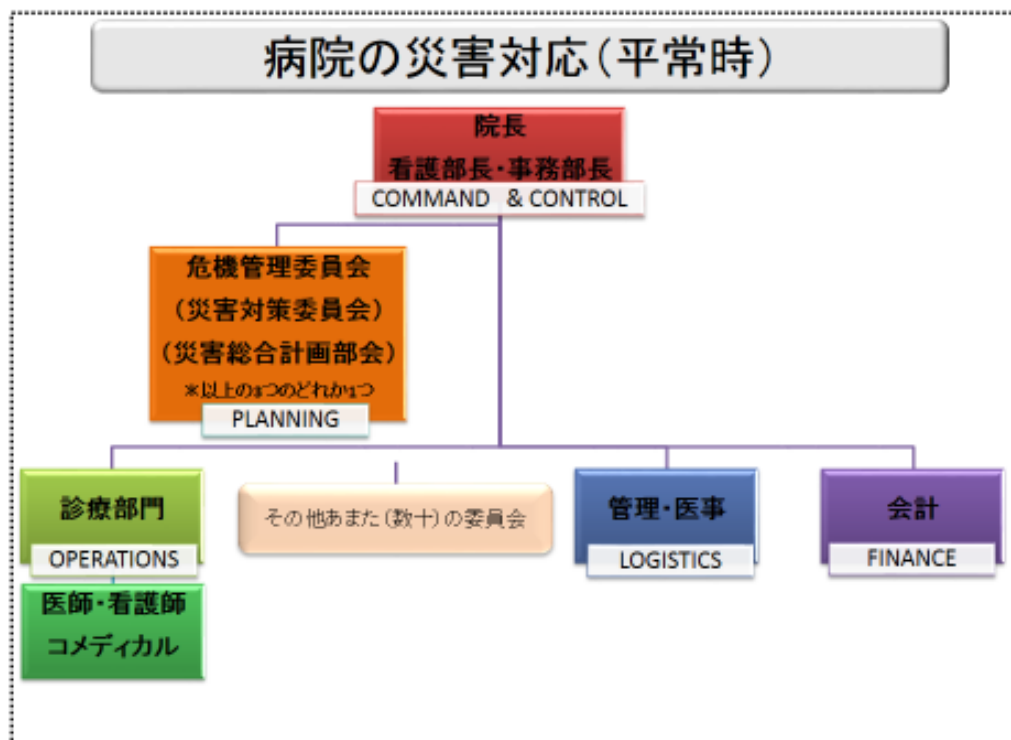 病院の災害対応（平常時）
院長
看護部長・事務部長
COMMAND & CONTROL
危機管理委員会
（災害対策委員会）
（災害総合計画部会）
※以上の3つのどれか1つ
PLANNING
診療部門
OPERATIONS
医師・看護師
コメディカル
その他あまた（数十）の委員会
管理・医事
LOGISTICS
会計
FINANCE